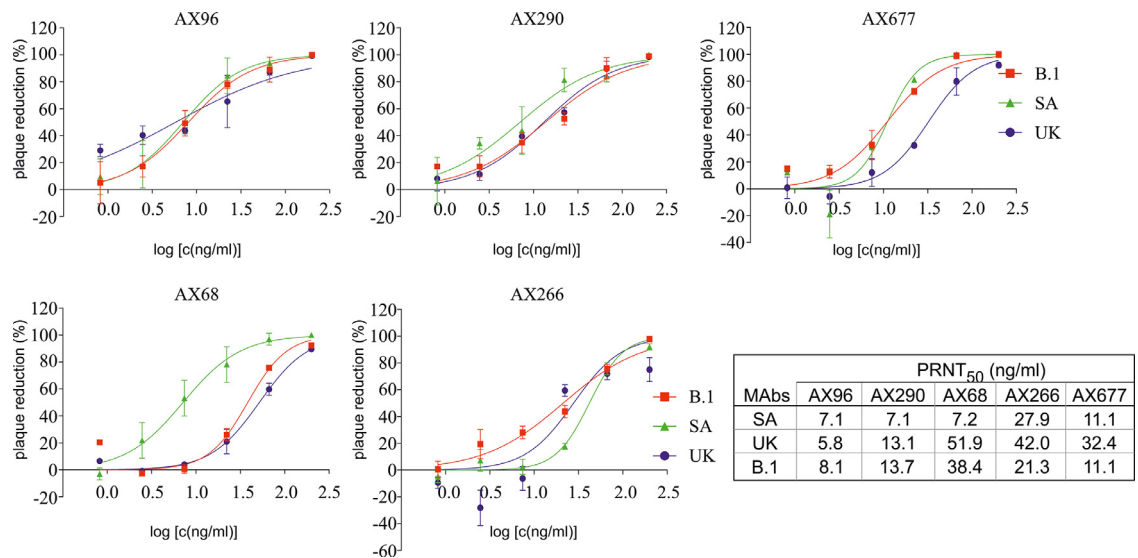 AX96
120
100
80
60
40
20
0
-20
plaque reduction (%)
0.0 0.5 1.0 1.5 2.0 2.5
log [c(ng/ml)]
AX290
120
100
80
60
40
20
0
-20
plaque reduction (%)
0.0 0.5 1.0 1.5 2.0 2.5
log [c(ng/ml)]
AX677
120
100
80
60
40
20
0
-20
-40
plaque reduction (%)
0.0 0.5 1.0 1.5 2.0 2.5
log [c(ng/ml)]
B.1
SA
UK
AX68
120
100
80
60
40
20
0
-20
plaque reduction (%)
0.0 0.5 1.0 1.5 2.0 2.5
log [c(ng/ml)]
AX266
120
100
80
60
40
20
0
-20
-40
-60
plaque reduction (%)
0.0 0.5 1.0 1.5 2.0 2.5
log [c(ng/ml)]
B.1
SA
UK
PRNT50 (ng/ml)
MAbs AX96 AX290 AX68 AX266 AX677
SA 7.1 7.1 7.2 27.9 11.1
UK 5.8 13.1 51.9 42.0 32.4
B.1 8.1 13.7 38.4 21.3 11.1